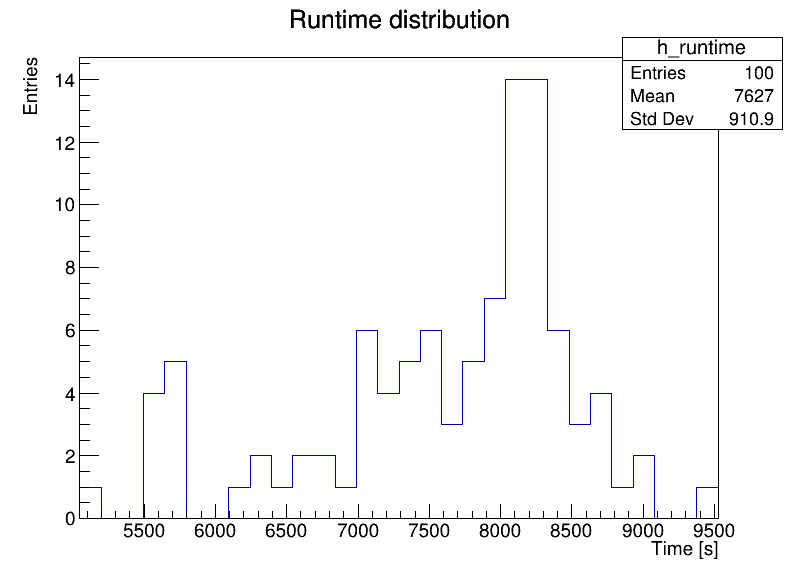 Runtime distribution
h_runtime
Entries 100
Mean 7627
Std Dev 910.9
Entries
14
12
10
8
6
4
2
0
5500 6000 6500 7000 7500 8000 8500 9000 9500
Time [s]